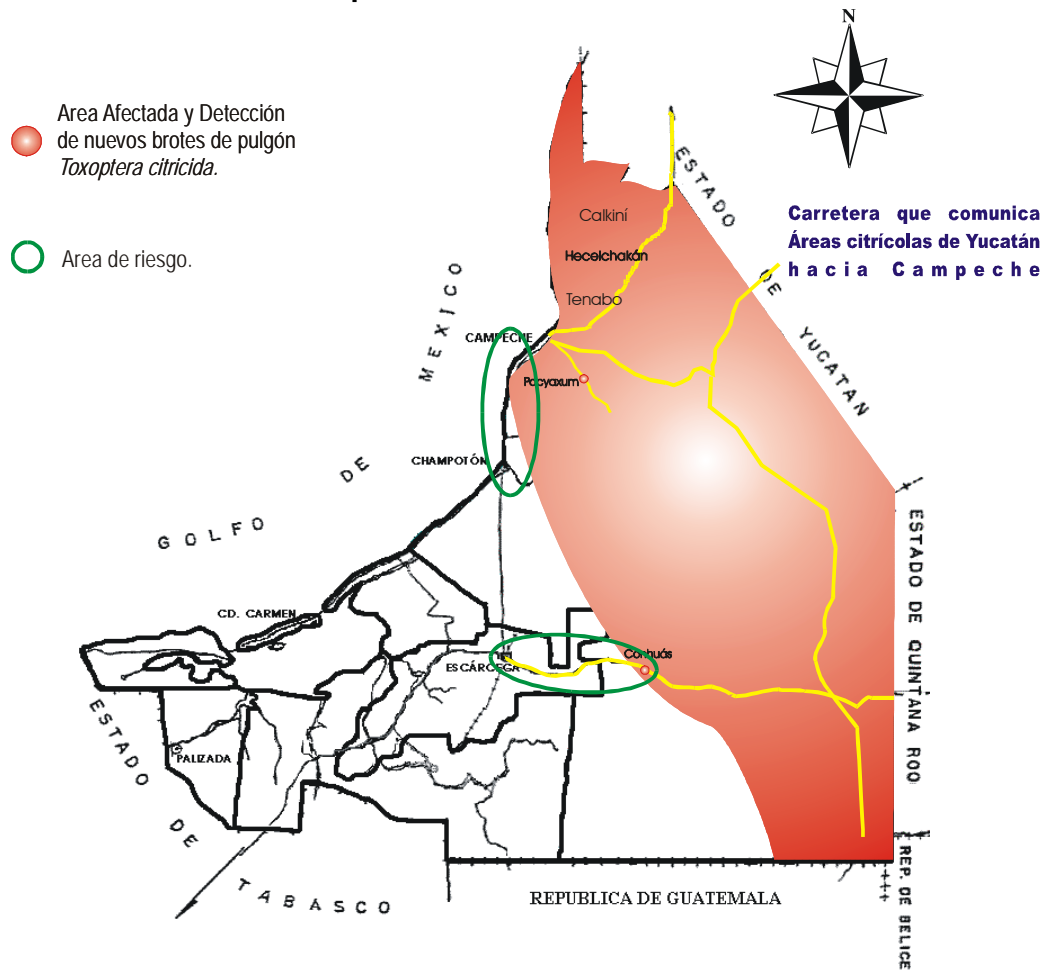 N
Area Afectada y Detección
de nuevos brotes de pulgón
Toxoptera citricida.
Area de riesgo.
Carretera que comunica
Áreas citrícolas de Yucatán
hacia Campeche
ESTADO DE YUCATAN
Calkiní
Hecelchakán
Tenabo
CAMPECHE
Pocyaxum
CHAMPOTÓN
GOLFO DE MEXICO
CD. CARMEN
ESCÁRCEGA
Conhuás
PALIZADA
ESTADO DE QUINTANA ROO
ESTADO DE TABASCO
REPUBLICA DE GUATEMALA
REP. DE BELICE